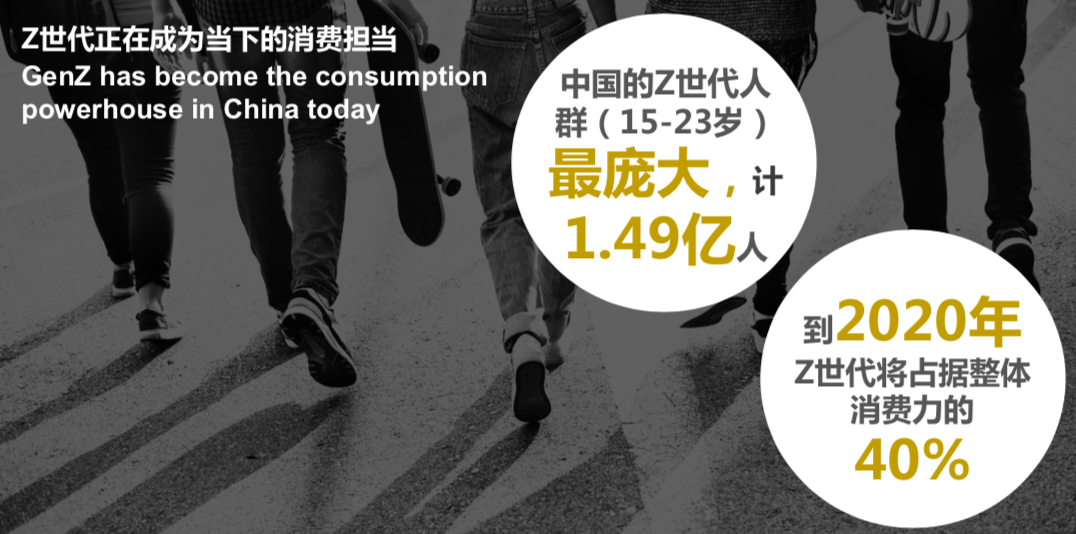 Z世代正在成为当下的消费担当
GenZ has become the consumption
powerhouse in China today
中国的Z世代人
群（15-23岁）
最庞大，计
1.49亿人
到2020年
Z世代将占据整体
消费力的
40%